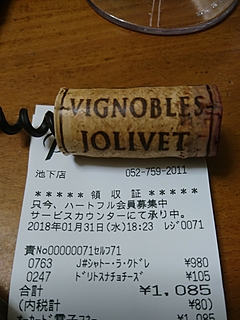 VIGNOBLES
JOLIVET
池下店 052-759-2011
***** 領 収 証 *****
只今、ハートフル会員募集中
サービスカウンターにて承り中。
2018年01月31日(水)18:23 レジ0071
責No00000071セルフ71
0763 J#シャトー・ラ・クドレ ¥980
0247 ドリトスナチョチーズ ¥105
合計 ¥1,085
(内税計 ¥80)